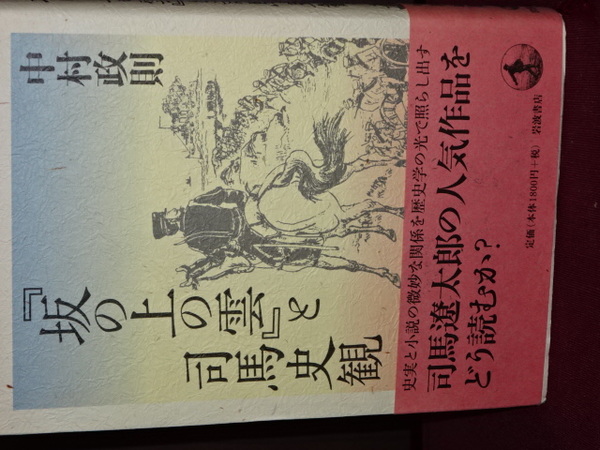 『坂の上の雲』と
司馬史観
中村政則
史実と小説の微妙な関係を歴史学の光で照らし出す
司馬遼太郎の人気作品を
どう読むか?
定価(本体1800円+税) 岩波書店